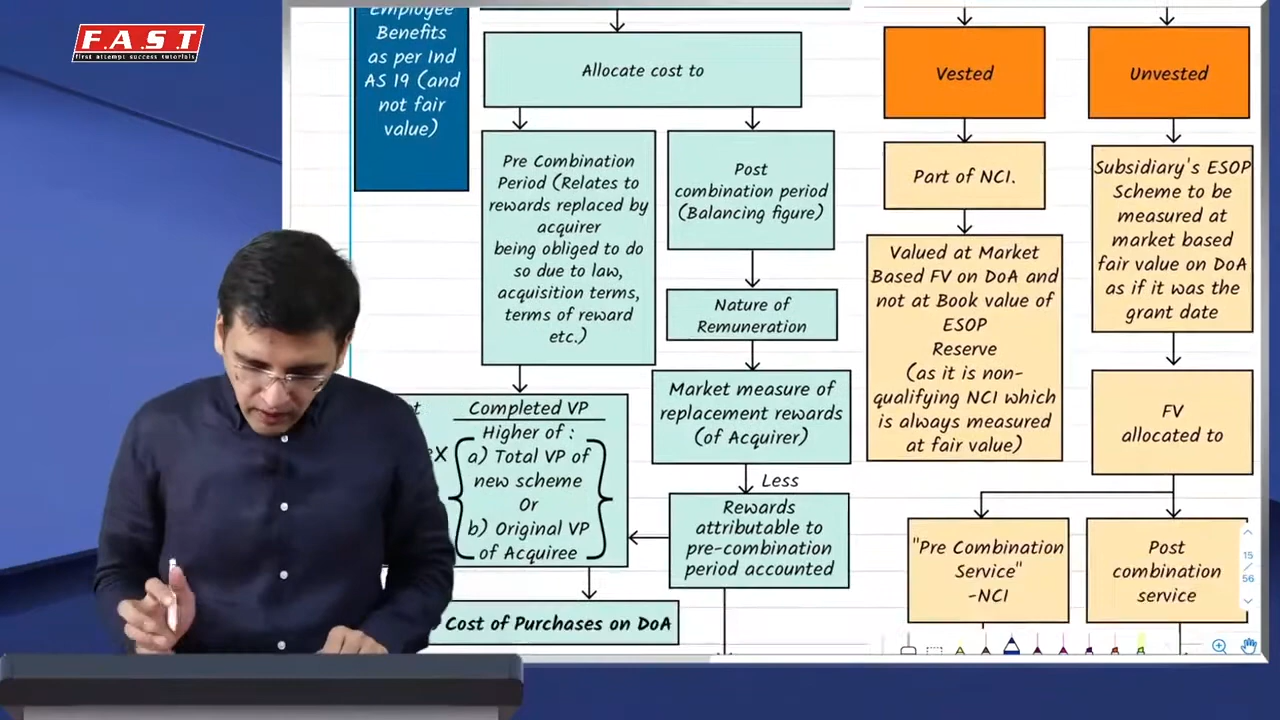 F.A.S.T
first attempt success tutorials
Employee
Benefits
as per Ind
AS 19 (and
not fair
value)
Allocate cost to
Pre Combination
Period (Relates to
rewards replaced by
acquirer
being obliged to do
so due to law,
acquisition terms,
terms of reward
etc.)
Post
combination period
(Balancing figure)
Nature of
Remuneration
Market measure of
replacement rewards
(of Acquirer)
Less
Rewards
attributable to
pre-combination
period accounted
Completed VP
Higher of :
a) Total VP of
new scheme
Or
b) Original VP
of Acquiree
X
Cost of Purchases on DoA
Vested
Part of NCI.
Valued at Market
Based FV on DoA and
not at Book value of
ESOP
Reserve
(as it is non-
qualifying NCI which
is always measured
at fair value)
Unvested
Subsidiary's ESOP
Scheme to be
measured at
market based
fair value on DoA
as if it was the
grant date
FV
allocated to
"Pre Combination
Service"
-NCI
Post
combination
service
15
/
56